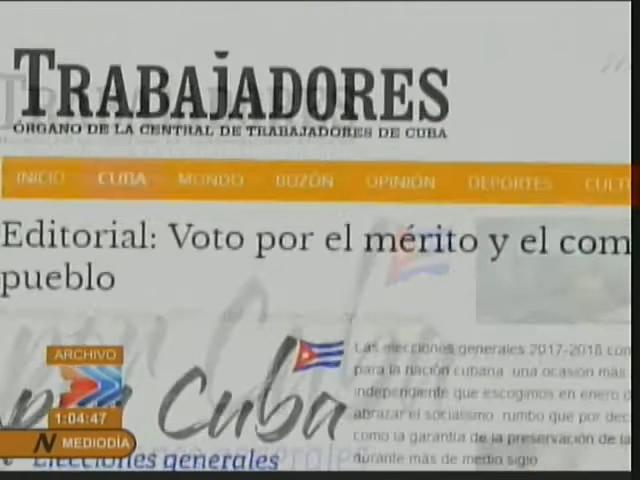 TRABAJADORES
ÓRGANO DE LA CENTRAL DE TRABAJADORES DE CUBA
INICIO CUBA MUNDO BUZÓN OPINIÓN DEPORTES CULT
Editorial: Voto por el mérito y el com
pueblo
Las elecciones generales 2017-2018 con
para la nación cubana una ocasión más
independiente que escogimos en enero d
abrazar el socialismo rumbo que por dec
como la garantía de la preservación de la
durante más de medio siglo
ARCHIVO
por Cuba
1:04:47
N MEDIODÍA
Elecciones generales